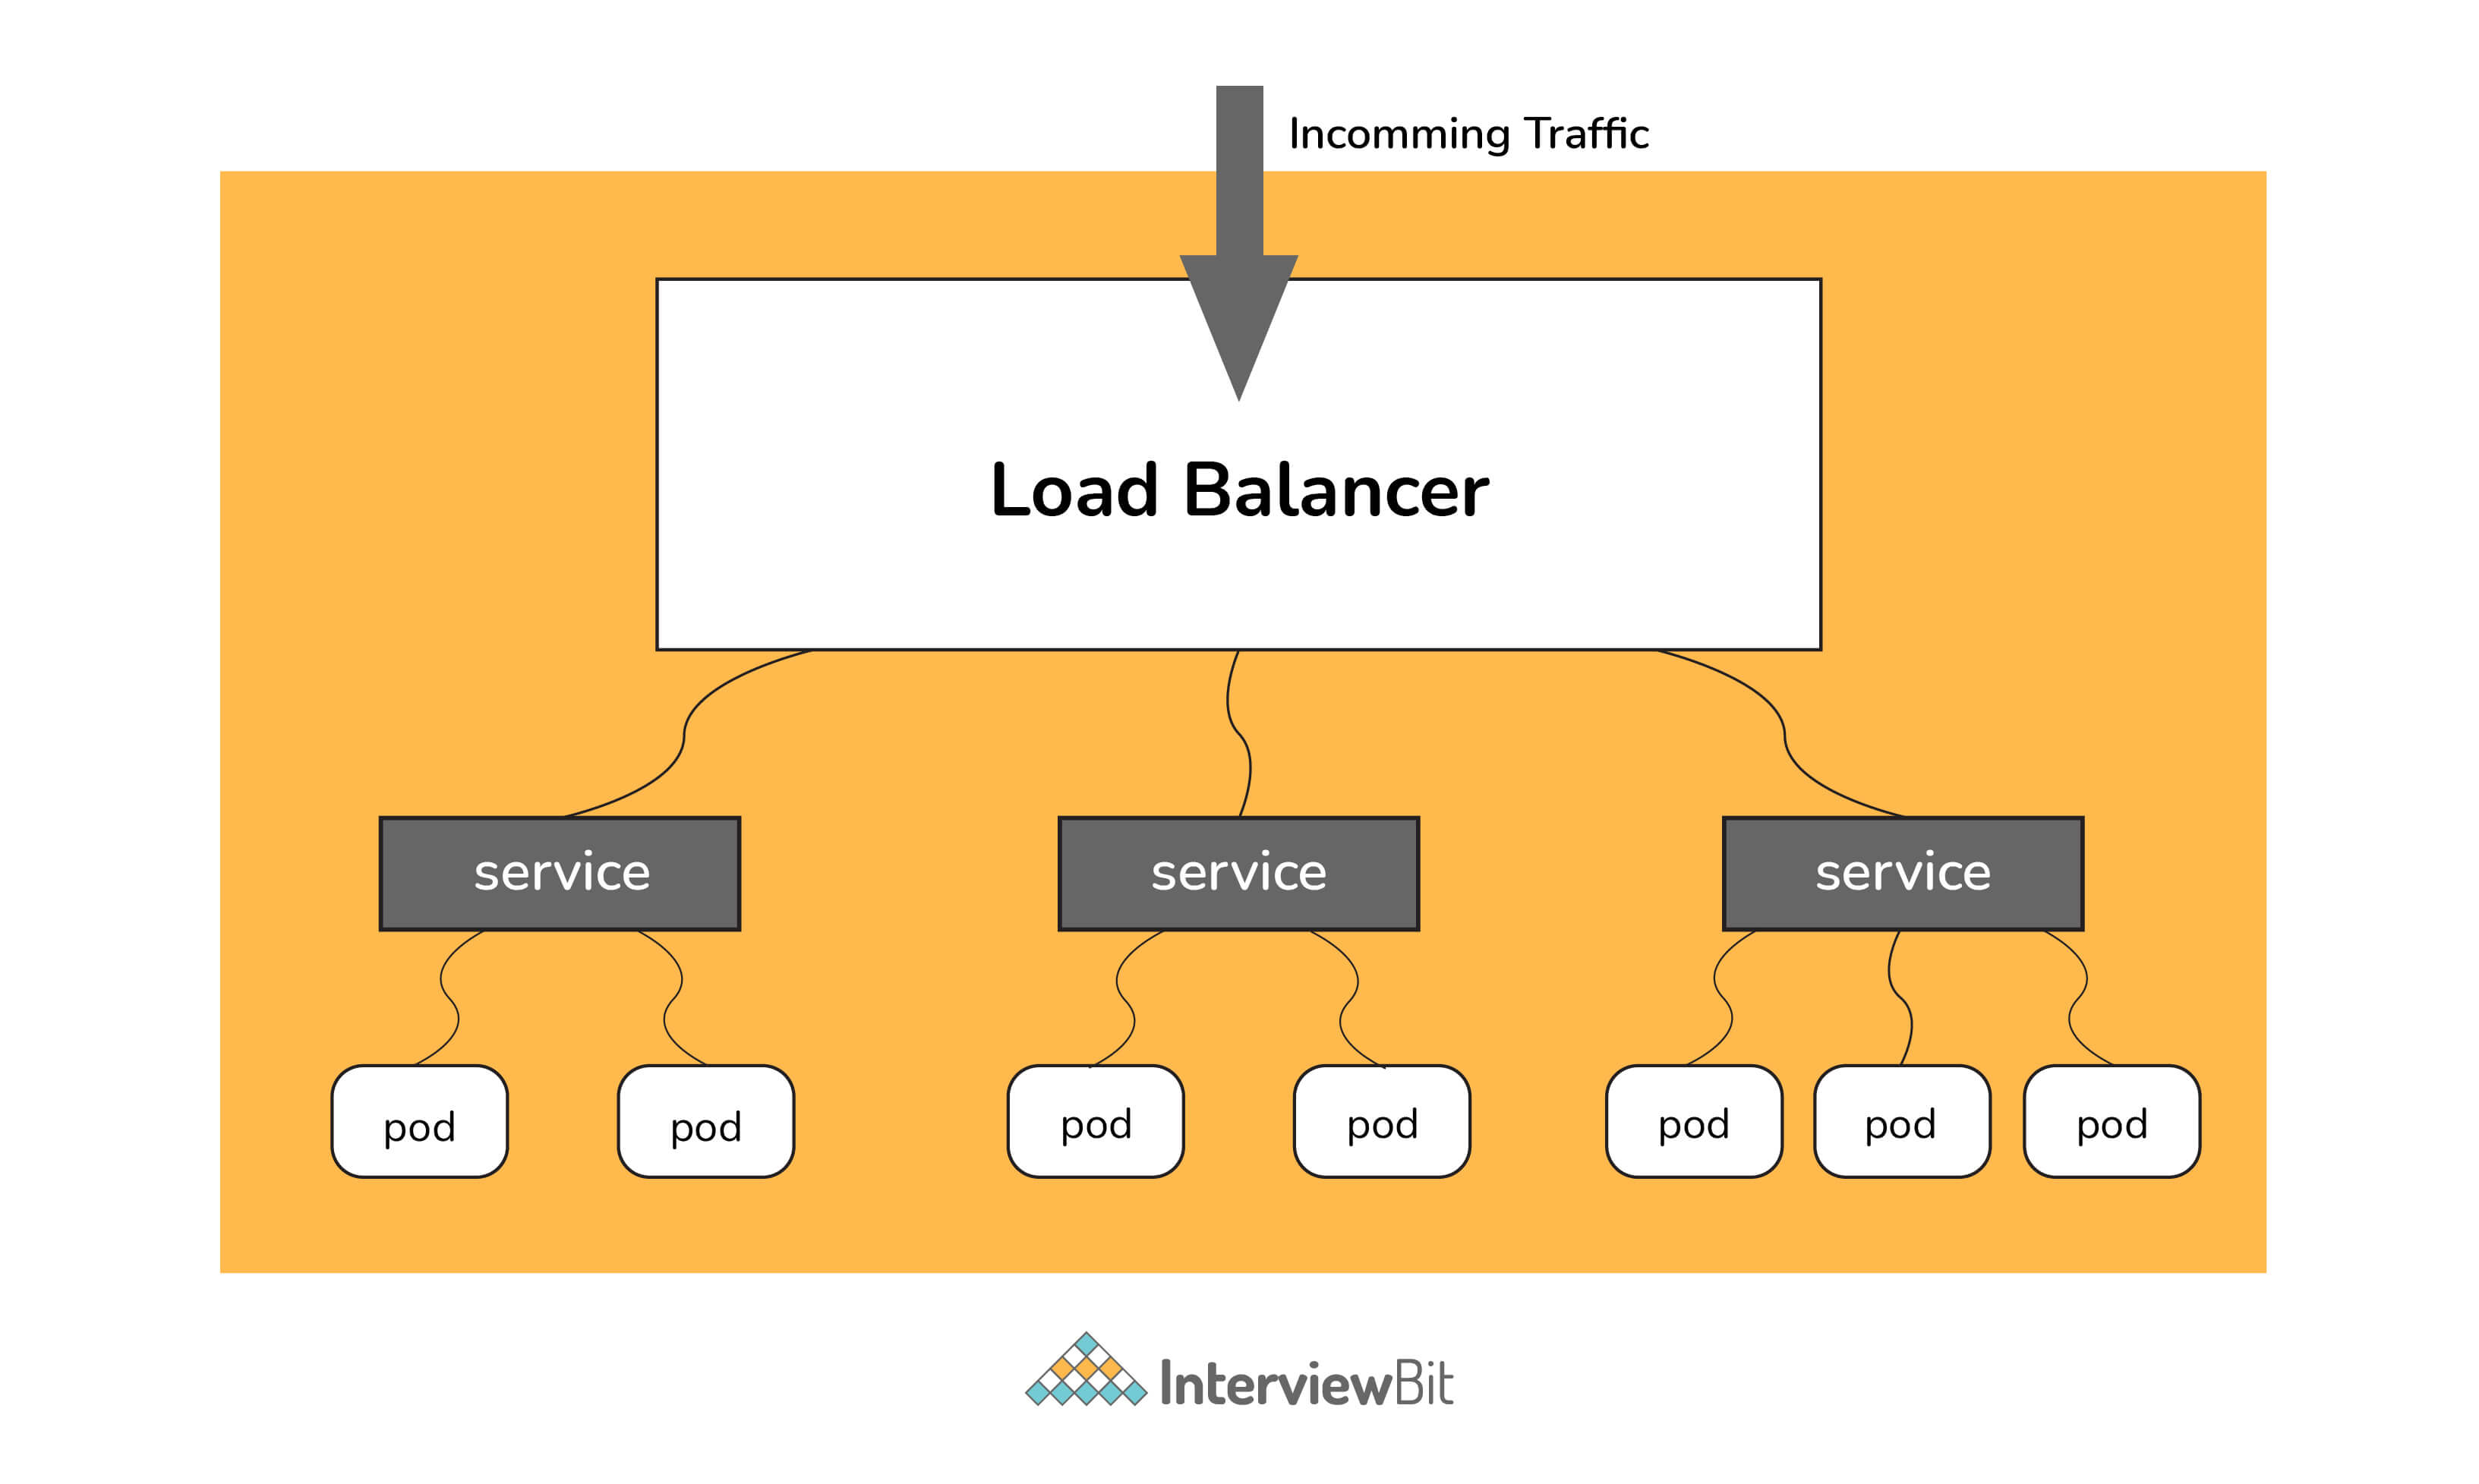 Incomming Traffic
Load Balancer
service
service
service
pod
pod
pod
pod
pod
pod
pod
InterviewBit